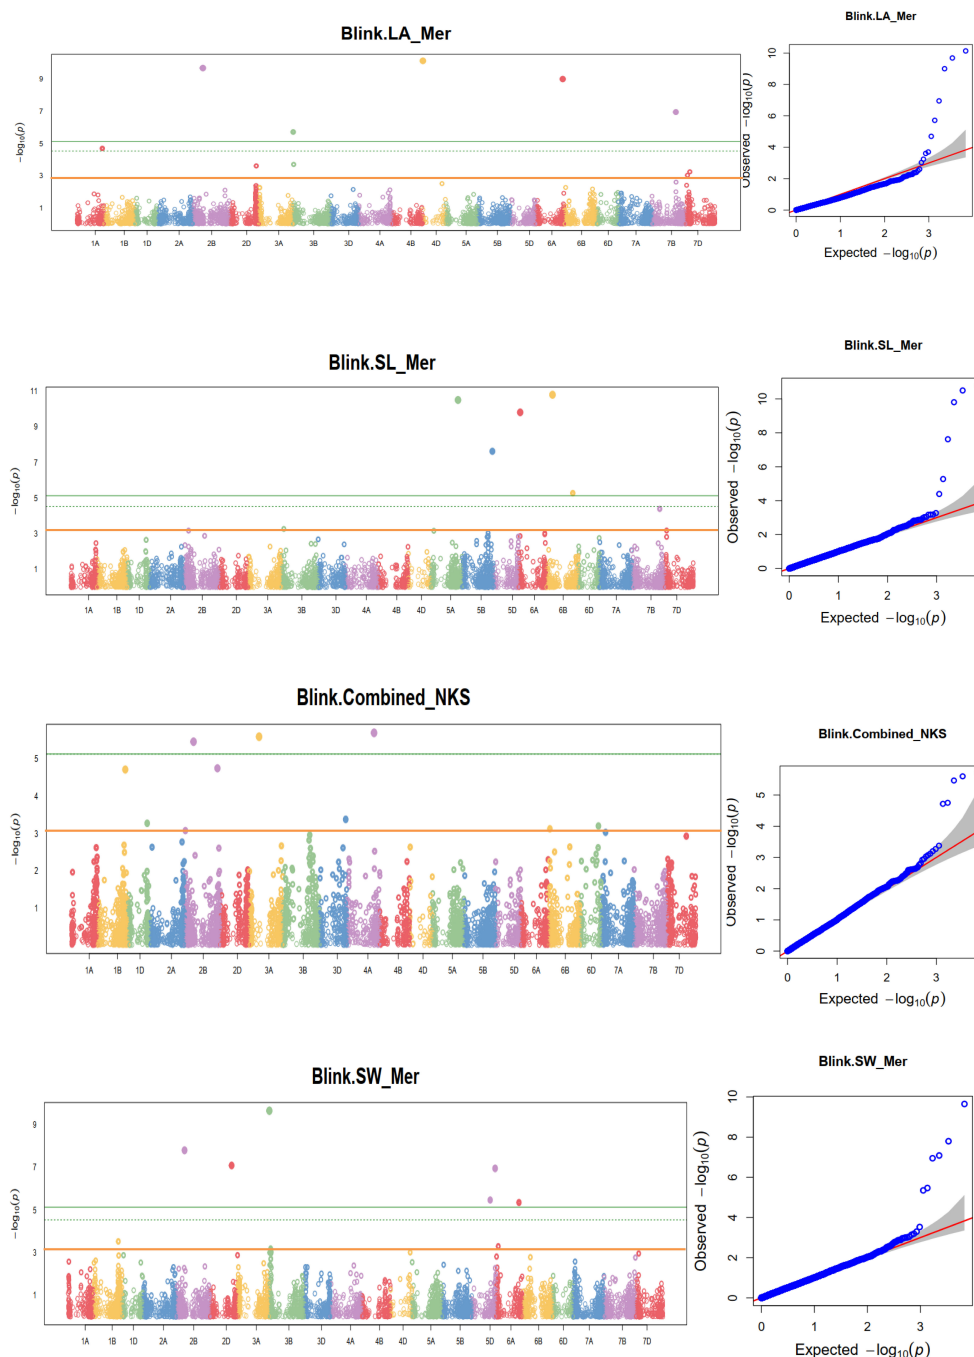 Blink.LA_Mer
−log10(p)
9
7
5
3
1
1A 1B 1D 2A 2B 2D 3A 3B 3D 4A 4B 4D 5A 5B 5D 6A 6B 6D 7A 7B 7D
Blink.LA_Mer
Observed −log10(p)
10
8
6
4
2
0
0 1 2 3
Expected −log10(p)
Blink.SL_Mer
−log10(p)
11
9
7
5
3
1
1A 1B 1D 2A 2B 2D 3A 3B 3D 4A 4B 4D 5A 5B 5D 6A 6B 6D 7A 7B 7D
Blink.SL_Mer
Observed −log10(p)
10
8
6
4
2
0
0 1 2 3
Expected −log10(p)
Blink.Combined_NKS
−log10(p)
5
4
3
2
1
1A 1B 1D 2A 2B 2D 3A 3B 3D 4A 4B 4D 5A 5B 5D 6A 6B 6D 7A 7B 7D
Blink.Combined_NKS
Observed −log10(p)
5
4
3
2
1
0
0 1 2 3
Expected −log10(p)
Blink.SW_Mer
−log10(p)
9
7
5
3
1
1A 1B 1D 2A 2B 2D 3A 3B 3D 4A 4B 4D 5A 5B 5D 6A 6B 6D 7A 7B 7D
Blink.SW_Mer
Observed −log10(p)
10
8
6
4
2
0
0 1 2 3
Expected −log10(p)